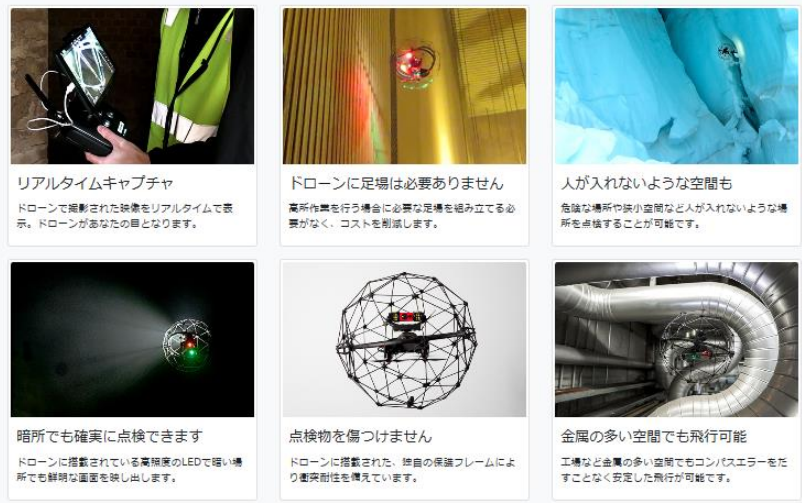 リアルタイムキャプチャ
ドローンで撮影された映像をリアルタイムで表
示。ドローンがあなたの目となります。
ドローンに足場は必要ありません
高所作業を行う場合に必要な足場を組み立てる必
要がなく、コストを削減します。
人が入れないような空間も
危険な場所や狭小空間など人が入れないような場
所を点検することが可能です。
暗所でも確実に点検できます
ドローンに搭載されている高照度のLEDで暗い場
所でも鮮明な画面を映し出します。
点検物を傷つけません
ドローンに搭載された、独自の保護フレームによ
り衝突耐性を備えています。
金属の多い空間でも飛行可能
工場など金属の多い空間でもコンパスエラーをだ
すことなく安定した飛行が可能です。